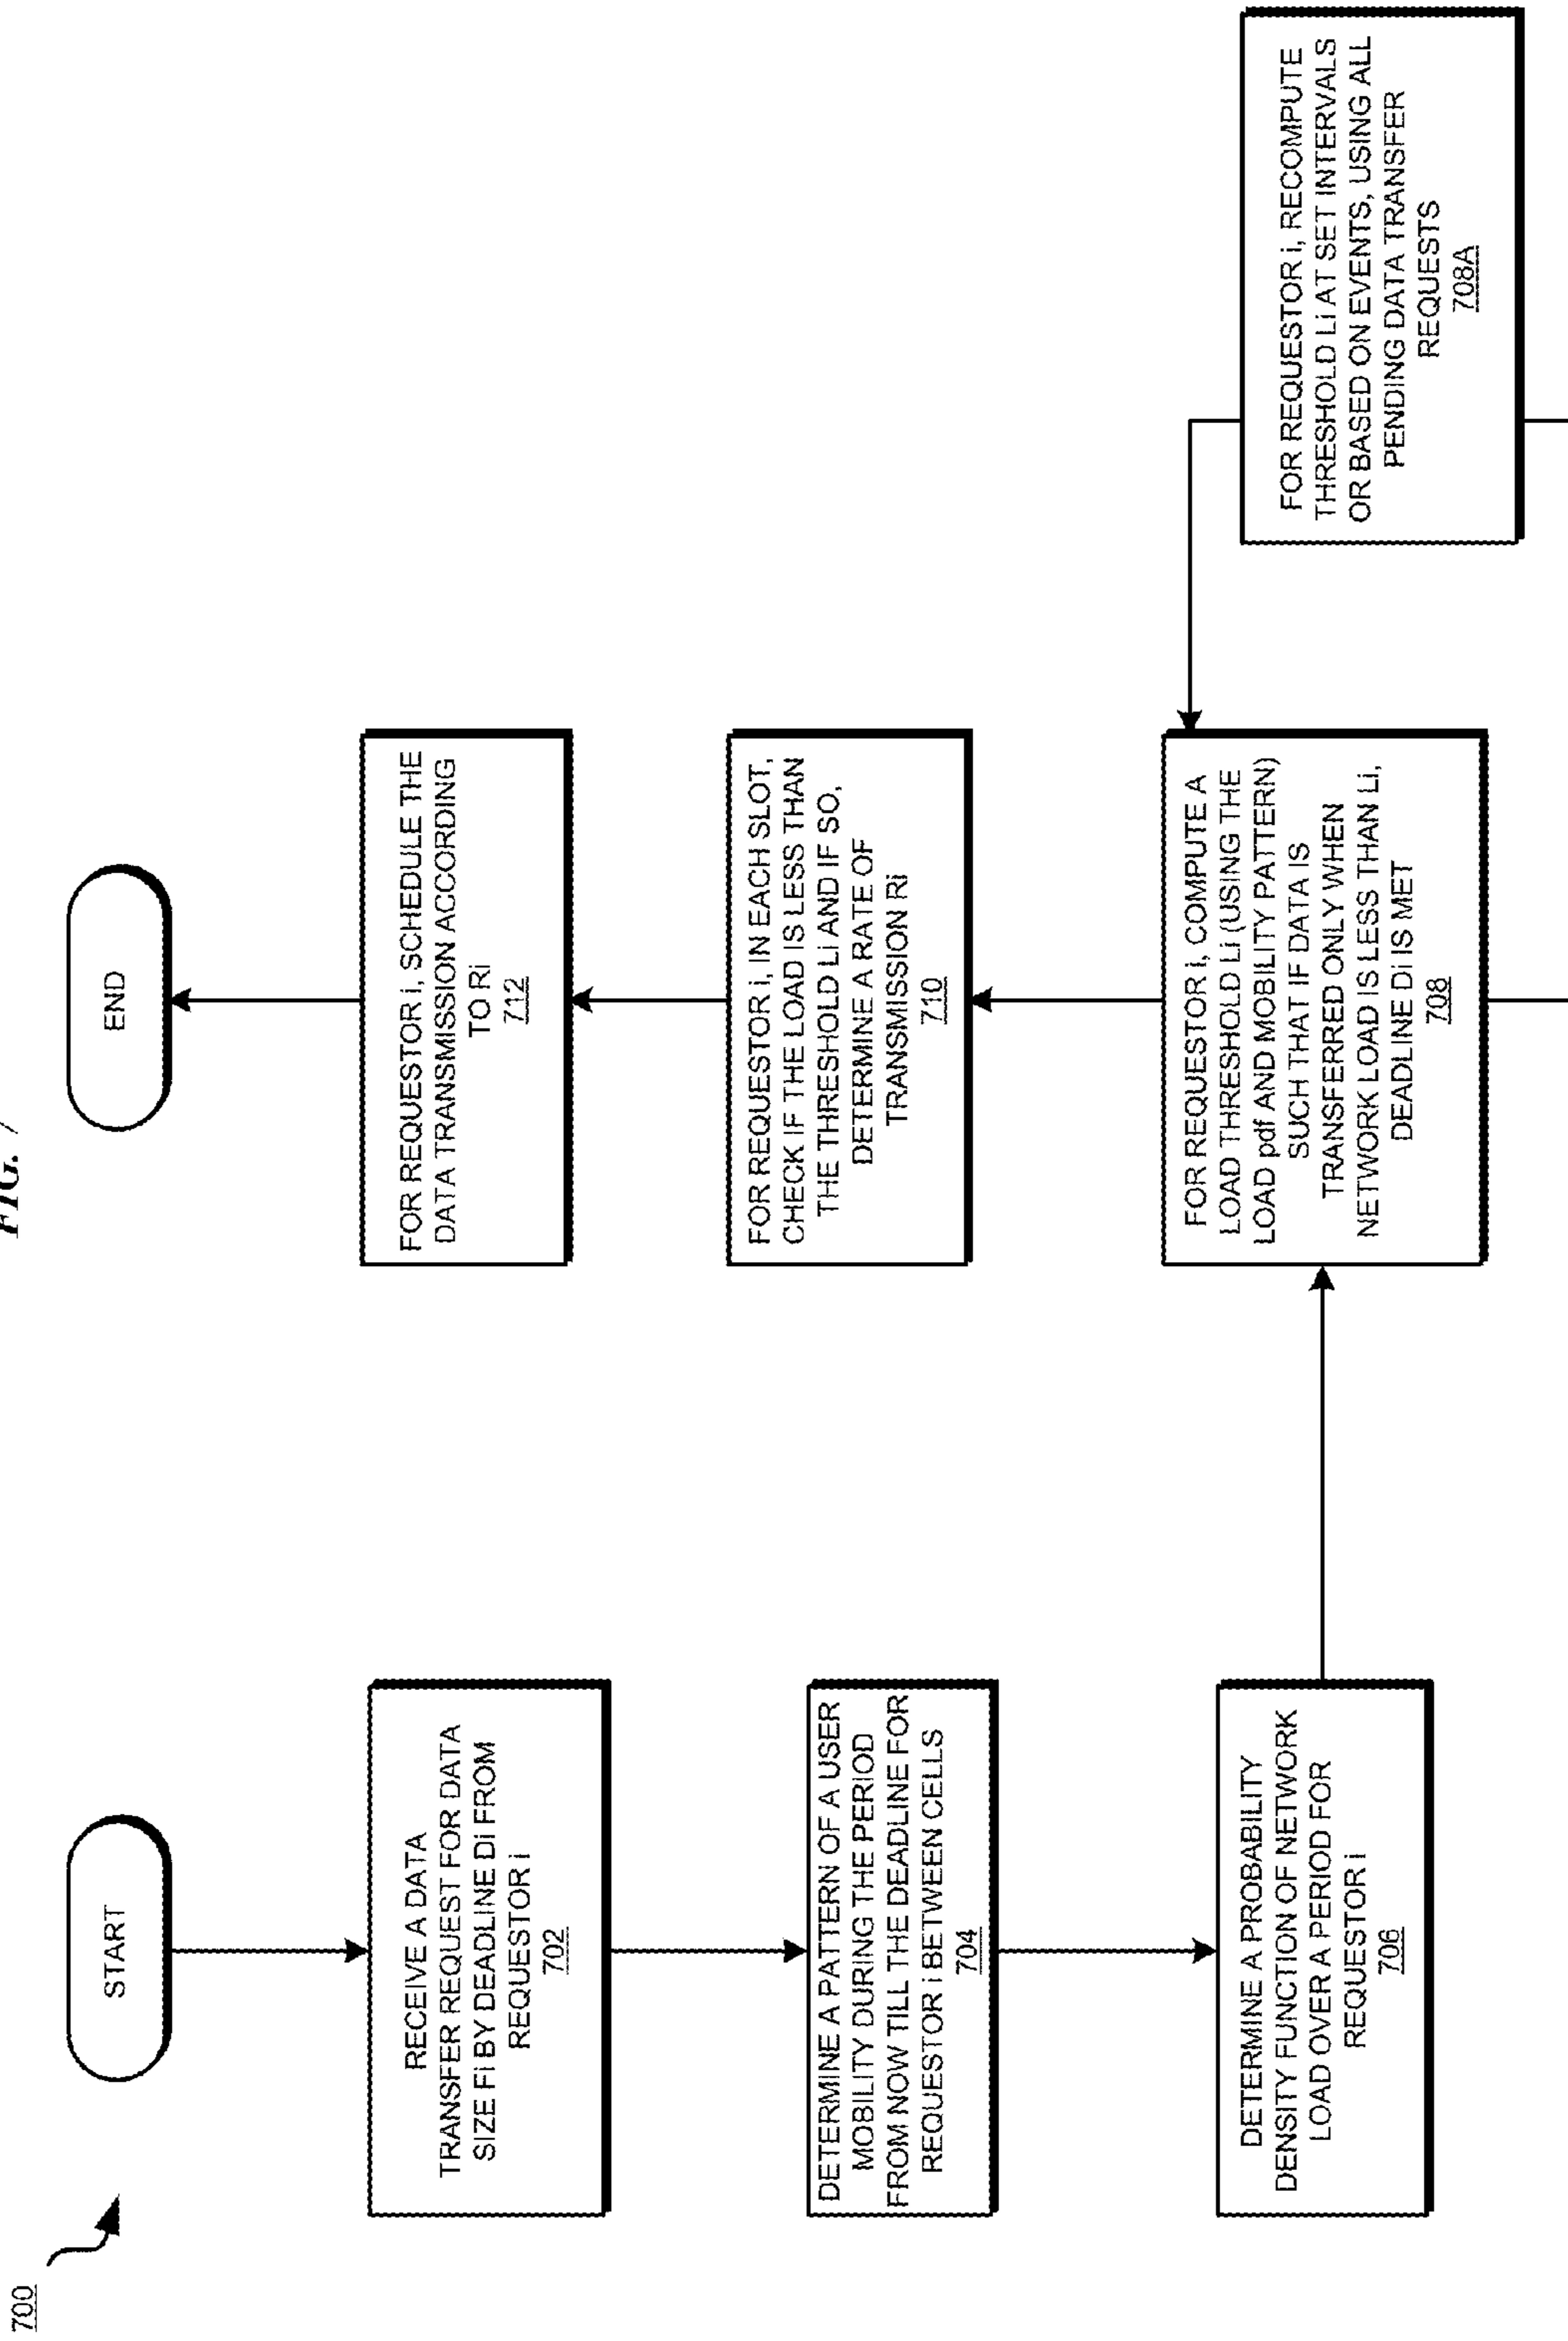 FIG. 7
700
START
RECEIVE A DATA
TRANSFER REQUEST FOR DATA
SIZE Fi BY DEADLINE Di FROM
REQUESTOR i
702
DETERMINE A PATTERN OF A USER
MOBILITY DURING THE PERIOD
FROM NOW TILL THE DEADLINE FOR
REQUESTOR i BETWEEN CELLS
704
DETERMINE A PROBABILITY
DENSITY FUNCTION OF NETWORK
LOAD OVER A PERIOD FOR
REQUESTOR i
706
END
FOR REQUESTOR i, SCHEDULE THE
DATA TRANSMISSION ACCORDING
TO Ri
712
FOR REQUESTOR i, IN EACH SLOT,
CHECK IF THE LOAD IS LESS THAN
THE THRESHOLD Li AND IF SO,
DETERMINE A RATE OF
TRANSMISSION Ri
710
FOR REQUESTOR i, COMPUTE A
LOAD THRESHOLD Li (USING THE
LOAD pdf AND MOBILITY PATTERN)
SUCH THAT IF DATA IS
TRANSFERRED ONLY WHEN
NETWORK LOAD IS LESS THAN Li,
DEADLINE Di IS MET
708
FOR REQUESTOR i, RECOMPUTE
THRESHOLD Li AT SET INTERVALS
OR BASED ON EVENTS, USING ALL
PENDING DATA TRANSFER
REQUESTS
708A